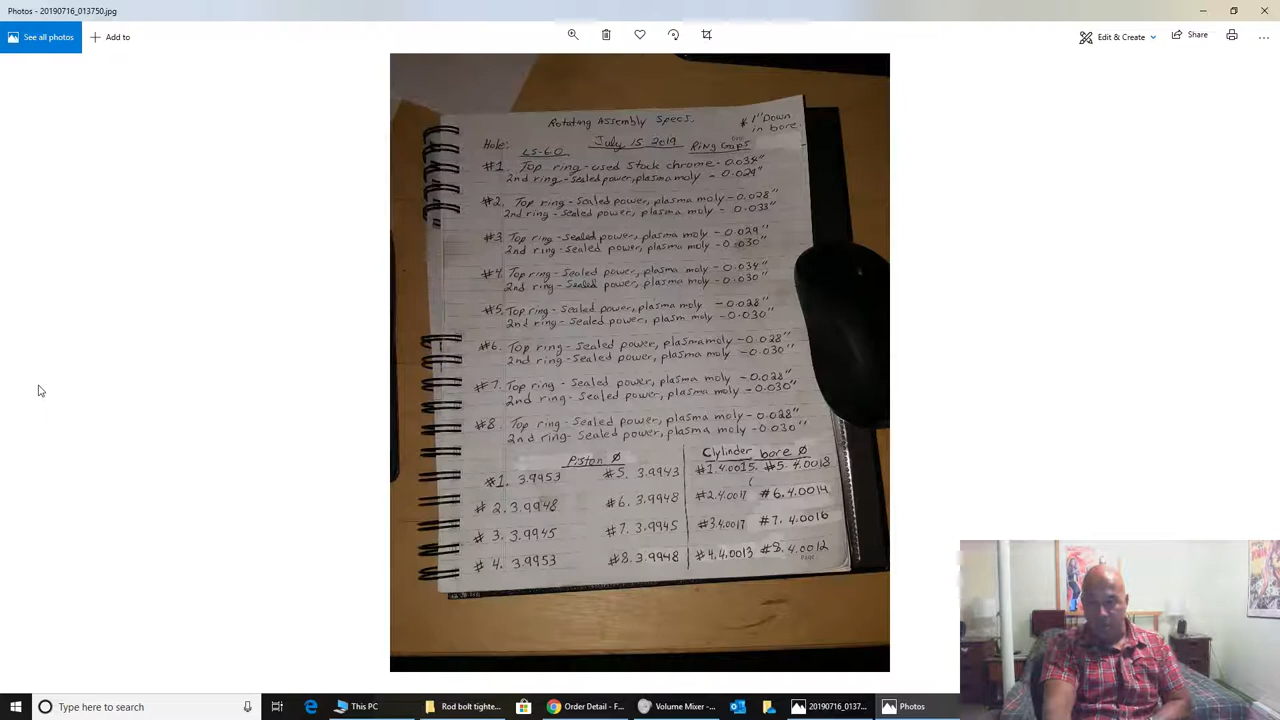 Photos - 20190716_013750.jpg
See all photos
Add to
Edit & Create
Share
Rotating Assembly Specs.
* 1" Down
in bore.
Hole:
LS-6.0
July 15 2019
Ring Gaps
#1. Top ring - used stock chrome - 0.034"
2nd ring - Sealed power, plasma moly - 0.024"
#2. Top ring - Sealed power, plasma moly - 0.028"
2nd ring - Sealed power, plasma moly - 0.033"
#3. Top ring - Sealed power, plasma moly - 0.029"
2nd ring - Sealed power, plasma moly - 0.030"
#4. Top ring - Sealed power, plasma moly - 0.034"
2nd ring - Sealed power, plasma moly - 0.030"
#5. Top ring - Sealed power, plasma moly - 0.028"
2nd ring - Sealed power, plasm moly - 0.030"
#6. Top ring - Sealed power, plasma moly - 0.028"
2nd ring - Sealed power, plasma moly - 0.030"
#7. Top ring - Sealed power, plasma moly - 0.028"
2nd ring - Sealed power, plasma moly - 0.030"
#8. Top ring - Sealed power, plasma moly - 0.028"
2nd ring - Sealed power, plasma moly - 0.030"
Piston Ø
#1. 3.9953 #5. 3.9943
#2. 3.9948 #6. 3.9948
#3. 3.9945 #7. 3.9945
#4. 3.9953 #8. 3.9948
Clylinder bore Ø
#1. 4.0015. #5. 4.0018
#2. 4.0017 #6. 4.0014
#3. 4.0017 #7. 4.0016
#4. 4.0013 #8. 4.0012
Type here to search
This PC
Rod bolt tighte...
Order Detail - F...
Volume Mixer -...
20190716_0137...
Photos